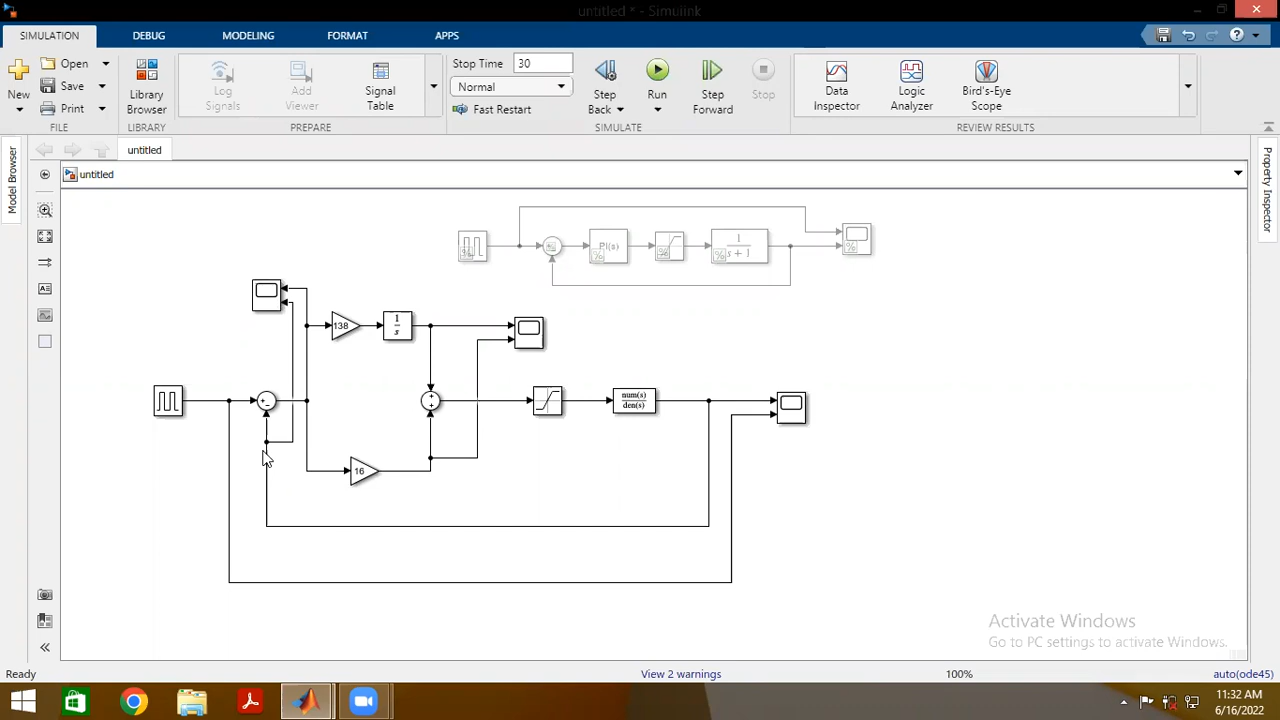 untitled * - Simulink
SIMULATION DEBUG MODELING FORMAT APPS
New
Open
Save
Print
FILE
Library Browser
LIBRARY
Log Signals
Add Viewer
Signal Table
PREPARE
Stop Time 30
Normal
Fast Restart
Step Back
Run
Step Forward
Stop
SIMULATE
Data Inspector
Logic Analyzer
Bird's-Eye Scope
REVIEW RESULTS
Model Browser
untitled
Property Inspector
untitled
PI(s)
1
s + 1
138
1
s
num(s)
den(s)
16
Activate Windows
Go to PC settings to activate Windows.
Ready
View 2 warnings
100%
auto(ode45)
11:32 AM
6/16/2022